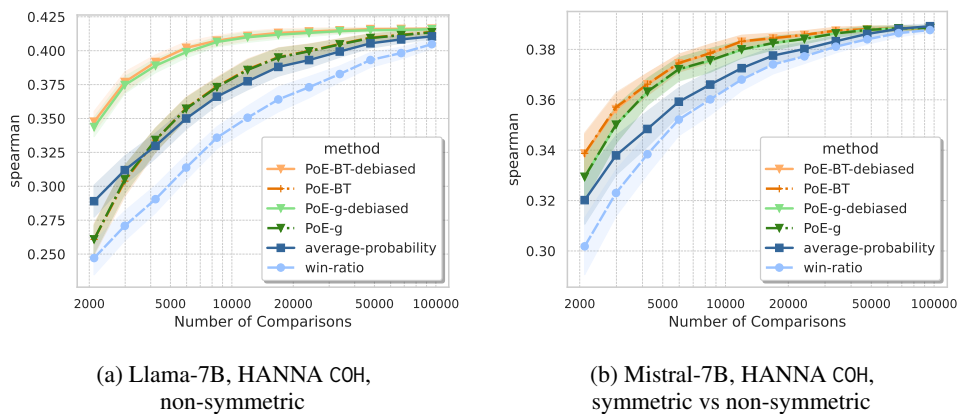 0.425
0.400
0.375
0.350
0.325
0.300
0.275
0.250
spearman
method
PoE-BT-debiased
PoE-BT
PoE-g-debiased
PoE-g
average-probability
win-ratio
2000 5000 10000 20000 50000 100000
Number of Comparisons
(a) Llama-7B, HANNA COH,
non-symmetric
0.38
0.36
0.34
0.32
0.30
spearman
method
PoE-BT-debiased
PoE-BT
PoE-g-debiased
PoE-g
average-probability
win-ratio
2000 5000 10000 20000 50000 100000
Number of Comparisons
(b) Mistral-7B, HANNA COH,
symmetric vs non-symmetric